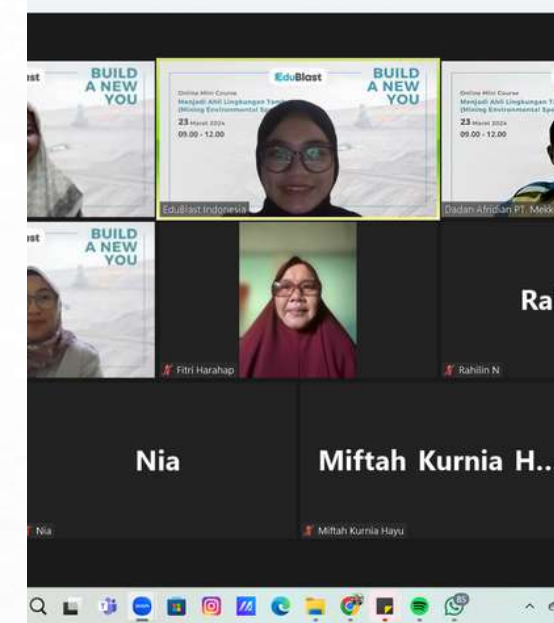 BUILD
A NEW
YOU
EduBlast
Online Mini Course
Menjadi Ahli Lingkungan
(Mining Environmental
23 Maret 2024
09.00 - 12.00
BUILD
A NEW
YOU
EduBlast Indonesia
Online Mini Course
Menjadi Ahli Lingkungan
(Mining Environmental
23 Maret 2024
09.00 - 12.00
Dadan Afridian PT. Mekk
BUILD
A NEW
YOU
Fitri Harahap
Ra
Rahilin N
Nia
Nia
Miftah Kurnia H...
Miftah Kurnia Hayu
85